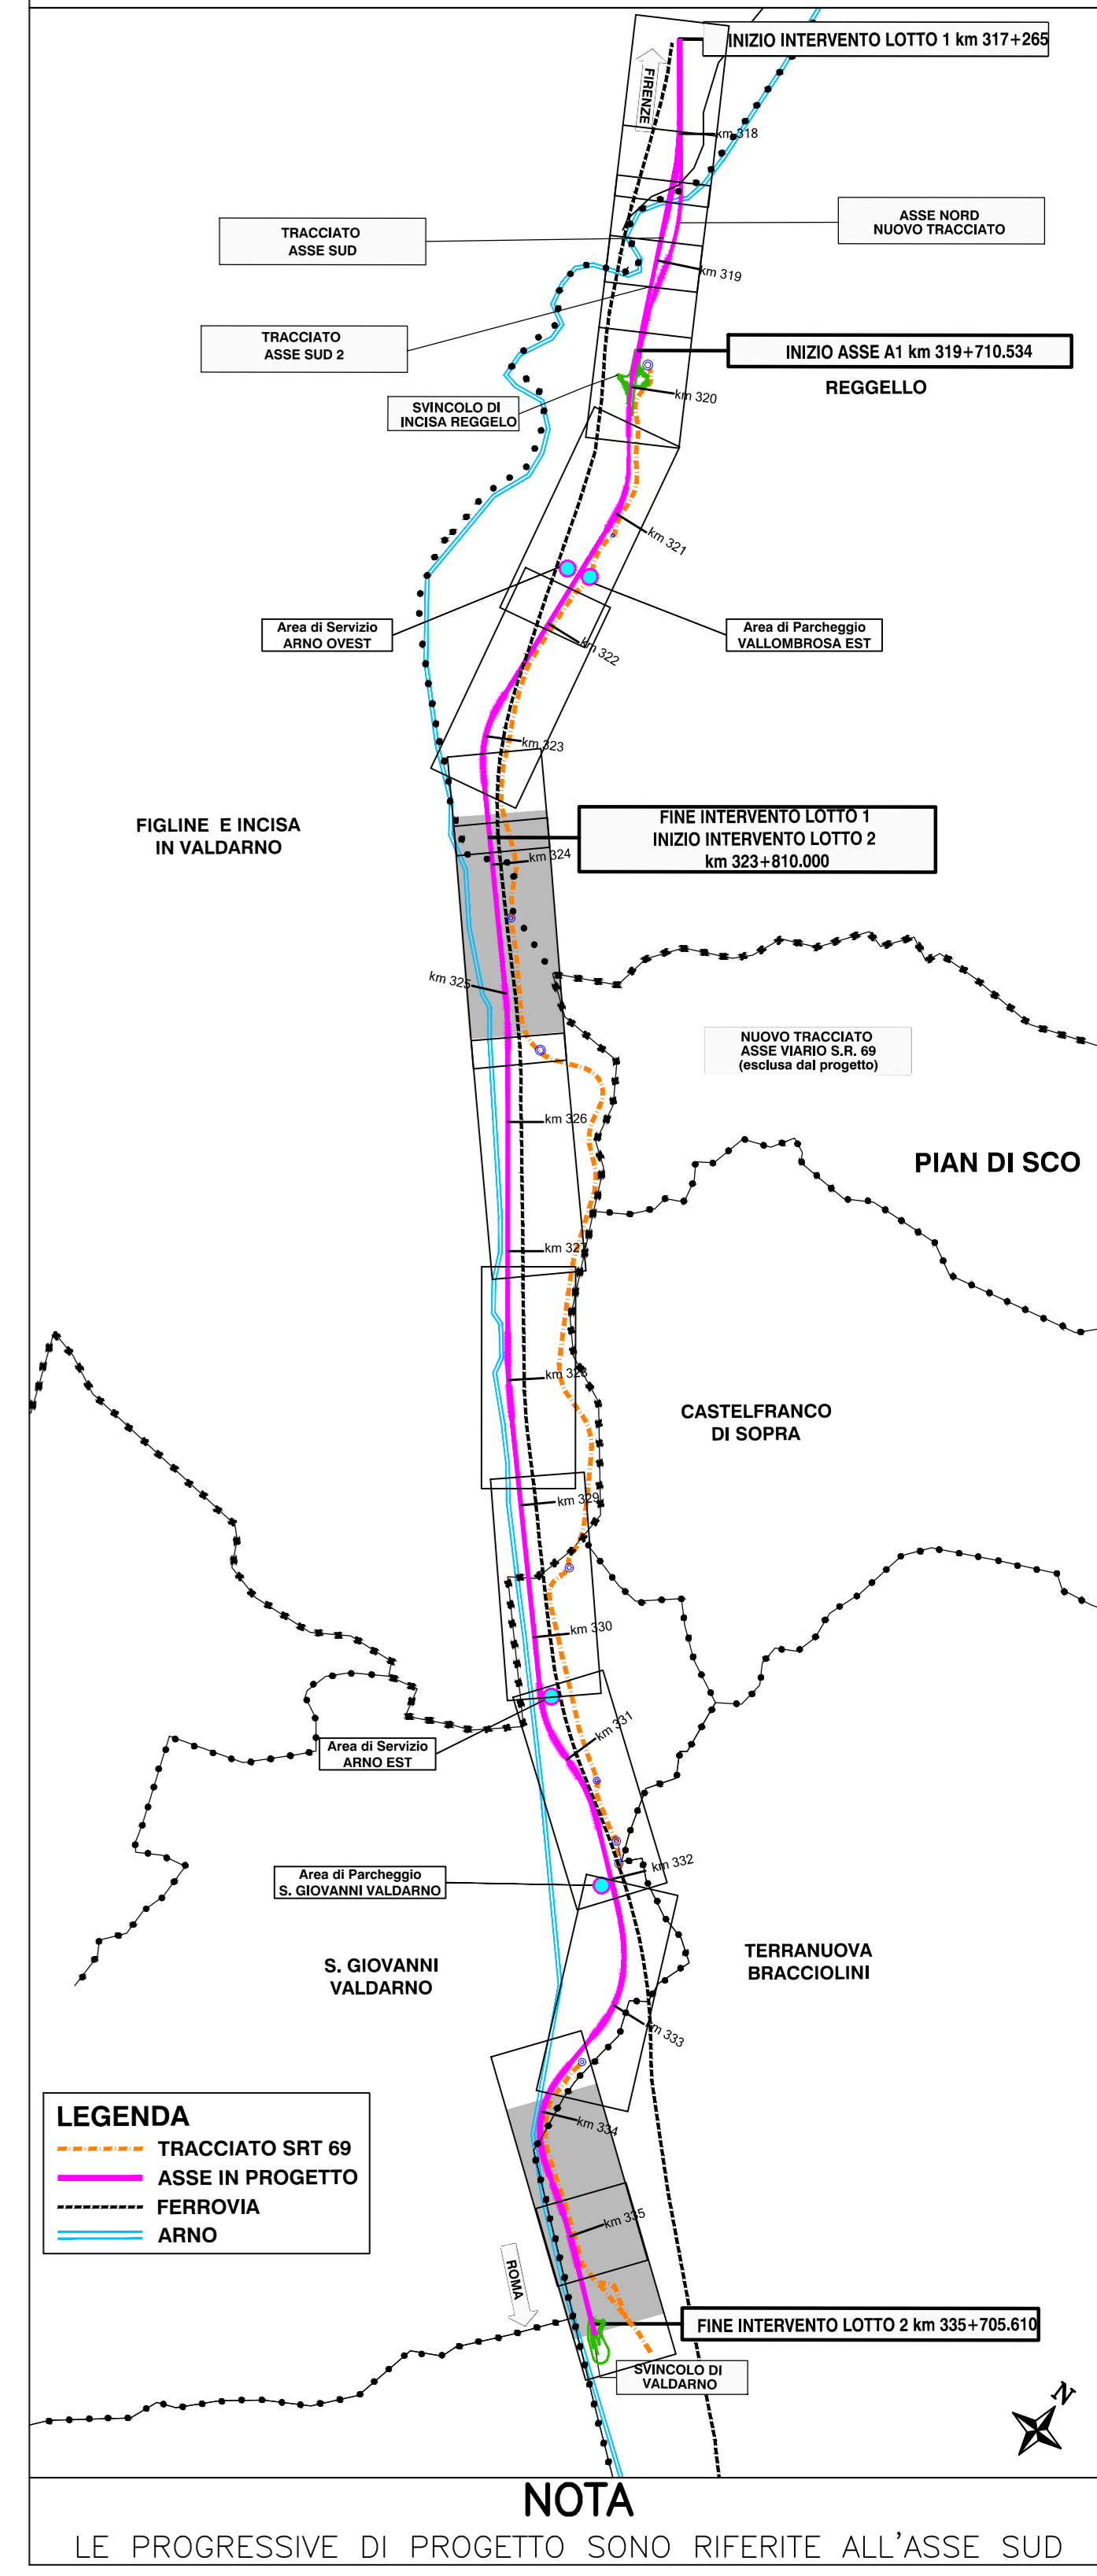 INIZIO INTERVENTO LOTTO 1 km 317+265
FIRENZE
km 318
ASSE NORD
NUOVO TRACCIATO
TRACCIATO
ASSE SUD
km 319
TRACCIATO
ASSE SUD 2
INIZIO ASSE A1 km 319+710.534
REGGELLO
km 320
SVINCOLO DI
INCISA REGGELO
km 321
Area di Servizio
ARNO OVEST
Area di Parcheggio
VALLOMBROSA EST
km 322
km 323
FIGLINE E INCISA
IN VALDARNO
FINE INTERVENTO LOTTO 1
INIZIO INTERVENTO LOTTO 2
km 323+810.000
km 324
km 325
NUOVO TRACCIATO
ASSE VIARIO S.R. 69
(esclusa dal progetto)
km 326
PIAN DI SCO
km 327
km 328
CASTELFRANCO
DI SOPRA
km 329
km 330
km 331
Area di Servizio
ARNO EST
km 332
Area di Parcheggio
S. GIOVANNI VALDARNO
TERRANUOVA
BRACCIOLINI
S. GIOVANNI
VALDARNO
km 333
LEGENDA
TRACCIATO SRT 69
ASSE IN PROGETTO
FERROVIA
ARNO
km 334
km 335
ROMA
FINE INTERVENTO LOTTO 2 km 335+705.610
SVINCOLO DI
VALDARNO
N
NOTA
LE PROGRESSIVE DI PROGETTO SONO RIFERITE ALL'ASSE SUD